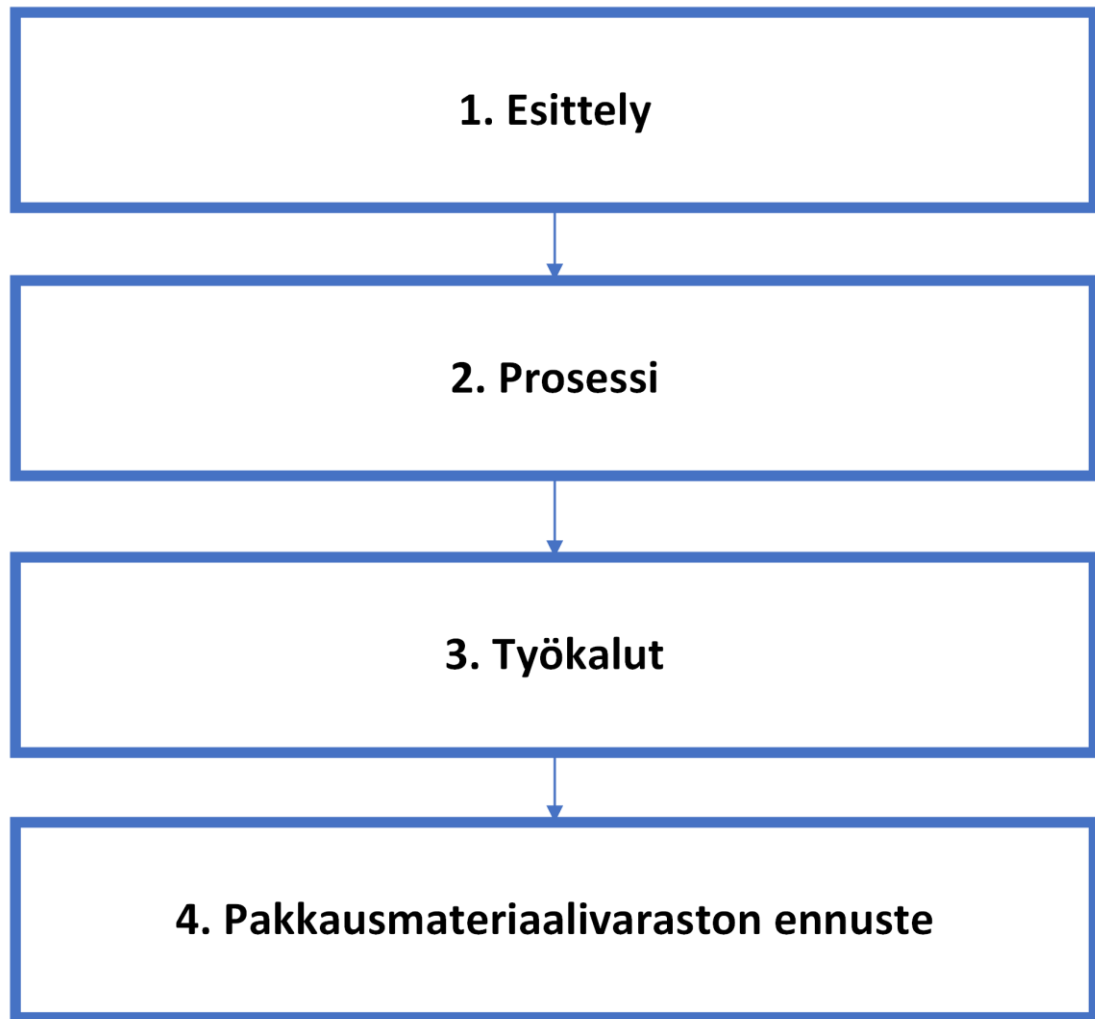 1. Esittely
2. Prosessi
3. Työkalut
4. Pakkausmateriaalivaraston ennuste